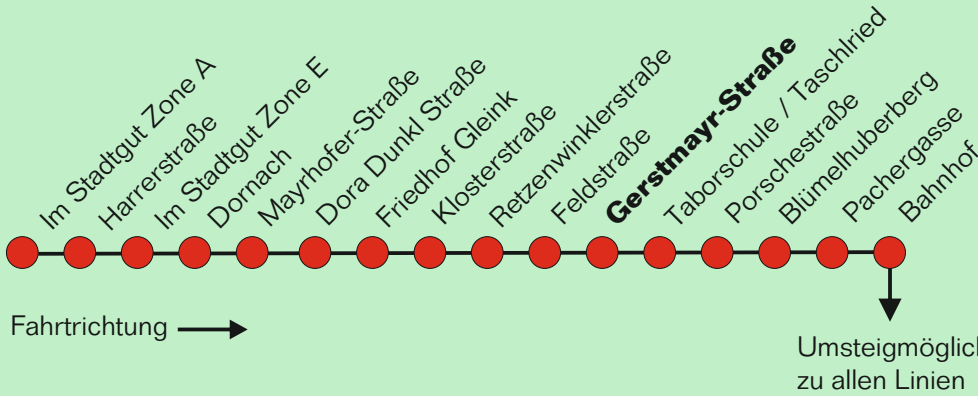 Im Stadtgut Zone A
Harrerstraße
Im Stadtgut Zone E
Dornach
Mayrhofer-Straße
Dora Dunkl Straße
Friedhof Gleink
Klosterstraße
Retzenwinklerstraße
Feldstraße
Gerstmayr-Straße
Taborschule / Taschlried
Porschestraße
Blümelhuberberg
Pachergasse
Bahnhof
Fahrtrichtung
Umsteigmöglich
zu allen Linien